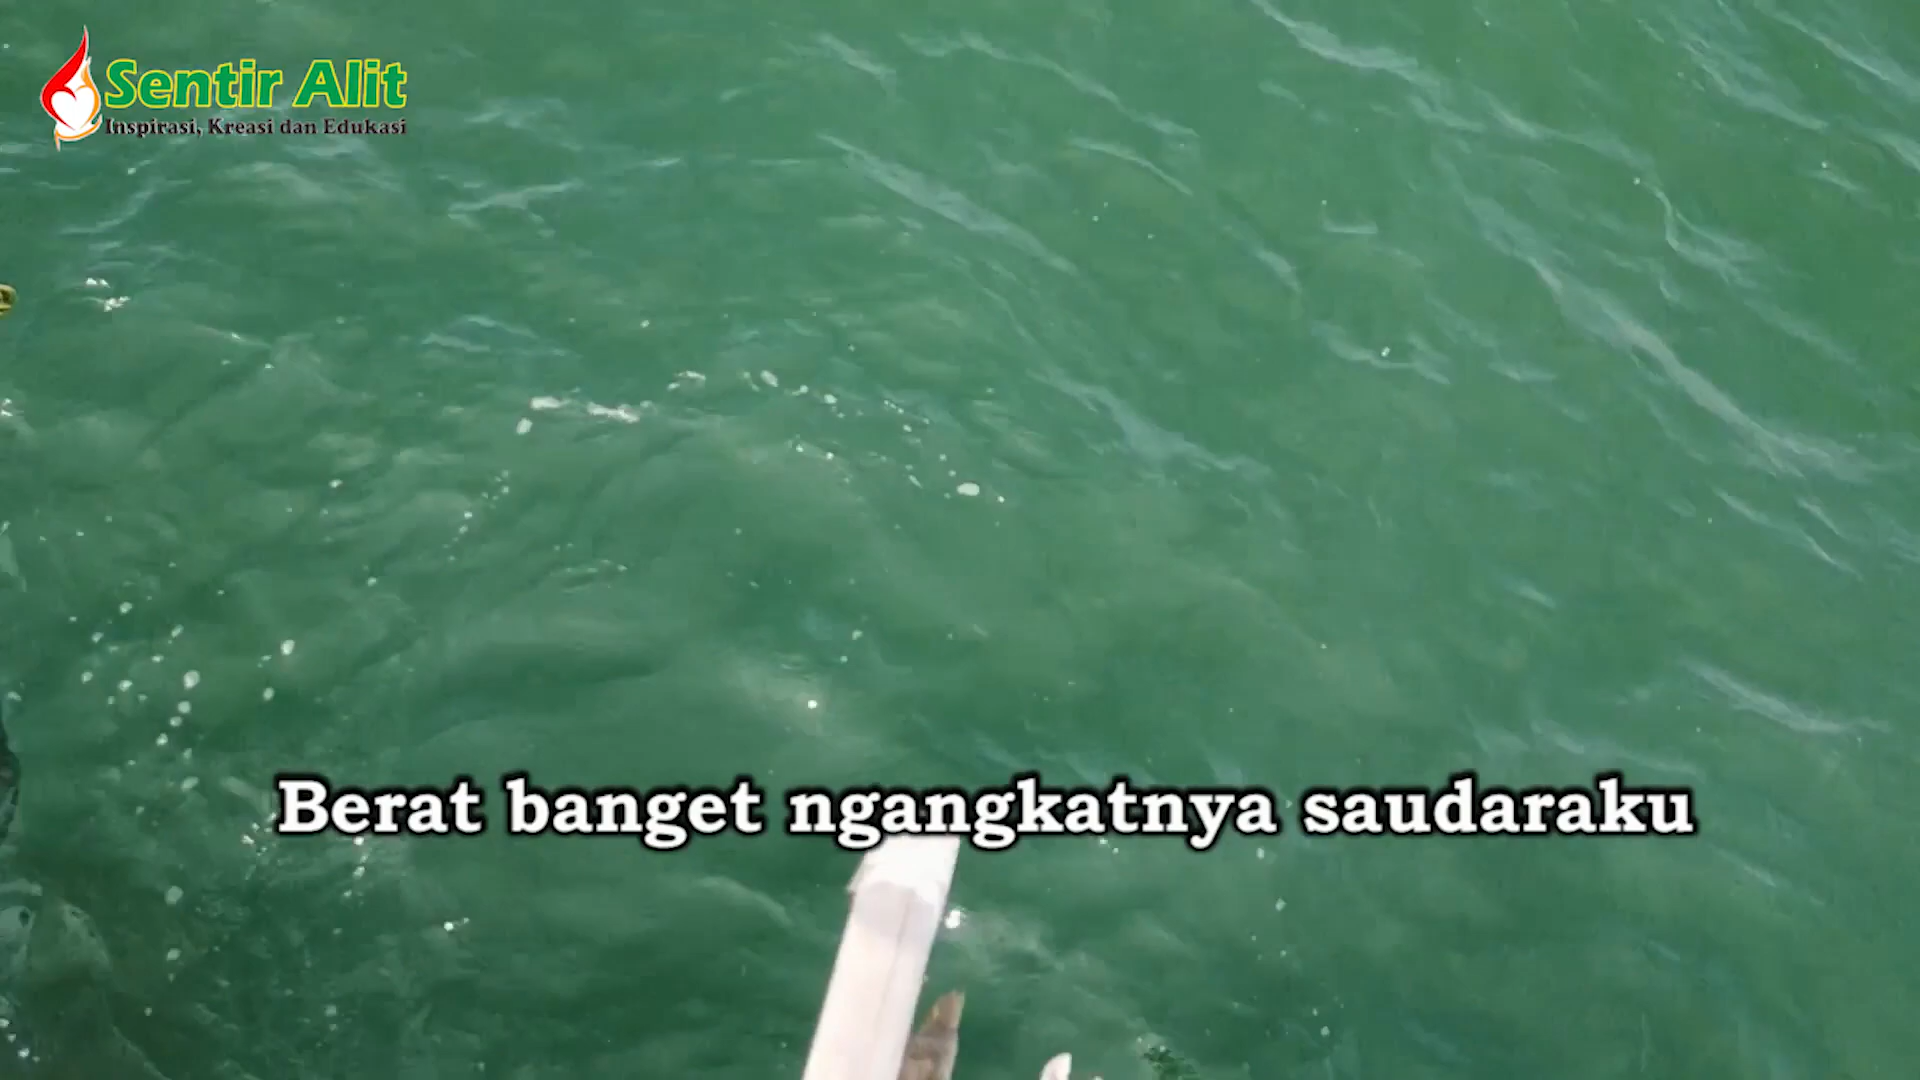 Sentir Alit
Inspirasi, Kreasi dan Edukasi
Berat banget ngangkatnya saudaraku